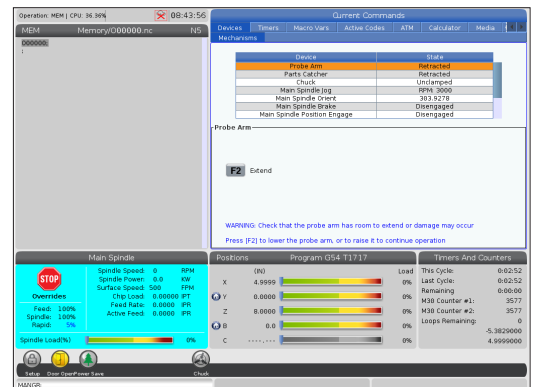 Operation: MEM | CPU: 36.36% 08:43:56
Current Commands
MEM Memory/O00000.nc N5
Devices Timers Macro Vars Active Codes ATM Calculator Media
Mechanisms
O00000;
;
Device State
Probe Arm Retracted
Parts Catcher Retracted
Chuck Unclamped
Main Spindle Jog RPM: 3000
Main Spindle Orient 303.9278
Main Spindle Brake Disengaged
Main Spindle Position Engage Disengaged
Probe Arm
F2 Extend
WARNING: Check that the probe arm has room to extend or damage may occur
Press [F2] to lower the probe arm, or to raise it to continue operation
Main Spindle
STOP
Overrides
Feed: 100%
Spindle: 100%
Rapid: 5%
Spindle Speed: 0 RPM
Spindle Power: 0.0 KW
Surface Speed: 500 FPM
Chip Load: 0.00000 IPT
Feed Rate: 0.0000 IPR
Active Feed: 0.0000 IPR
Spindle Load(%) 0%
Positions Program G54 T1717
(IN) Load
X 4.9999 0%
Y 0.0000 0%
Z 8.0000 0%
B 0.0 0%
C ----.--- 0%
Timers And Counters
This Cycle: 0:02:52
Last Cycle: 0:02:52
Remaining 0:00:00
M30 Counter #1: 3577
M30 Counter #2: 3577
Loops Remaining: 0
-5.3829000
4.9999000
Setup Door Open Power Save Chuck